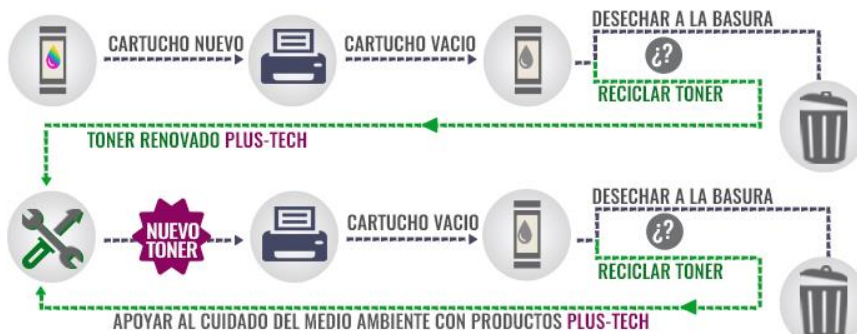 CARTUCHO NUEVO
CARTUCHO VACIO
DESECHAR A LA BASURA
¿?
RECICLAR TONER
TONER RENOVADO PLUS-TECH
NUEVO
TONER
CARTUCHO VACIO
DESECHAR A LA BASURA
¿?
RECICLAR TONER
APOYAR AL CUIDADO DEL MEDIO AMBIENTE CON PRODUCTOS PLUS-TECH